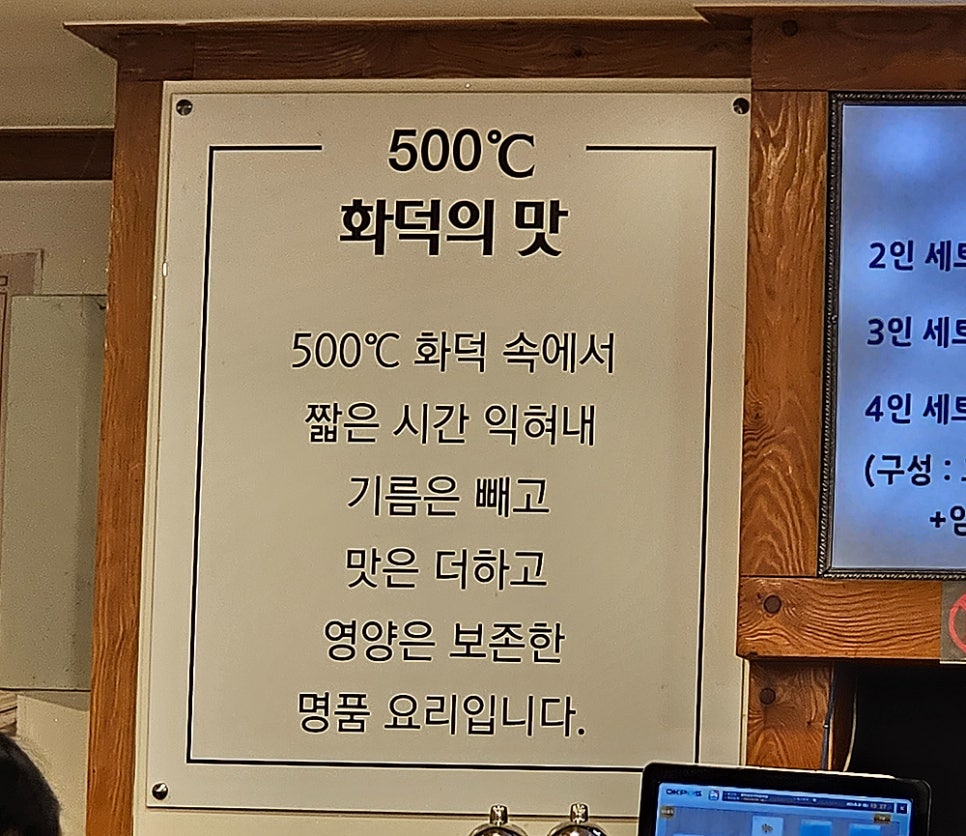 500℃
화덕의 맛
500℃ 화덕 속에서
짧은 시간 익혀내
기름은 빼고
맛은 더하고
영양은 보존한
명품 요리입니다.
2인 세트
3인 세트
4인 세트
(구성 :
OKPOS